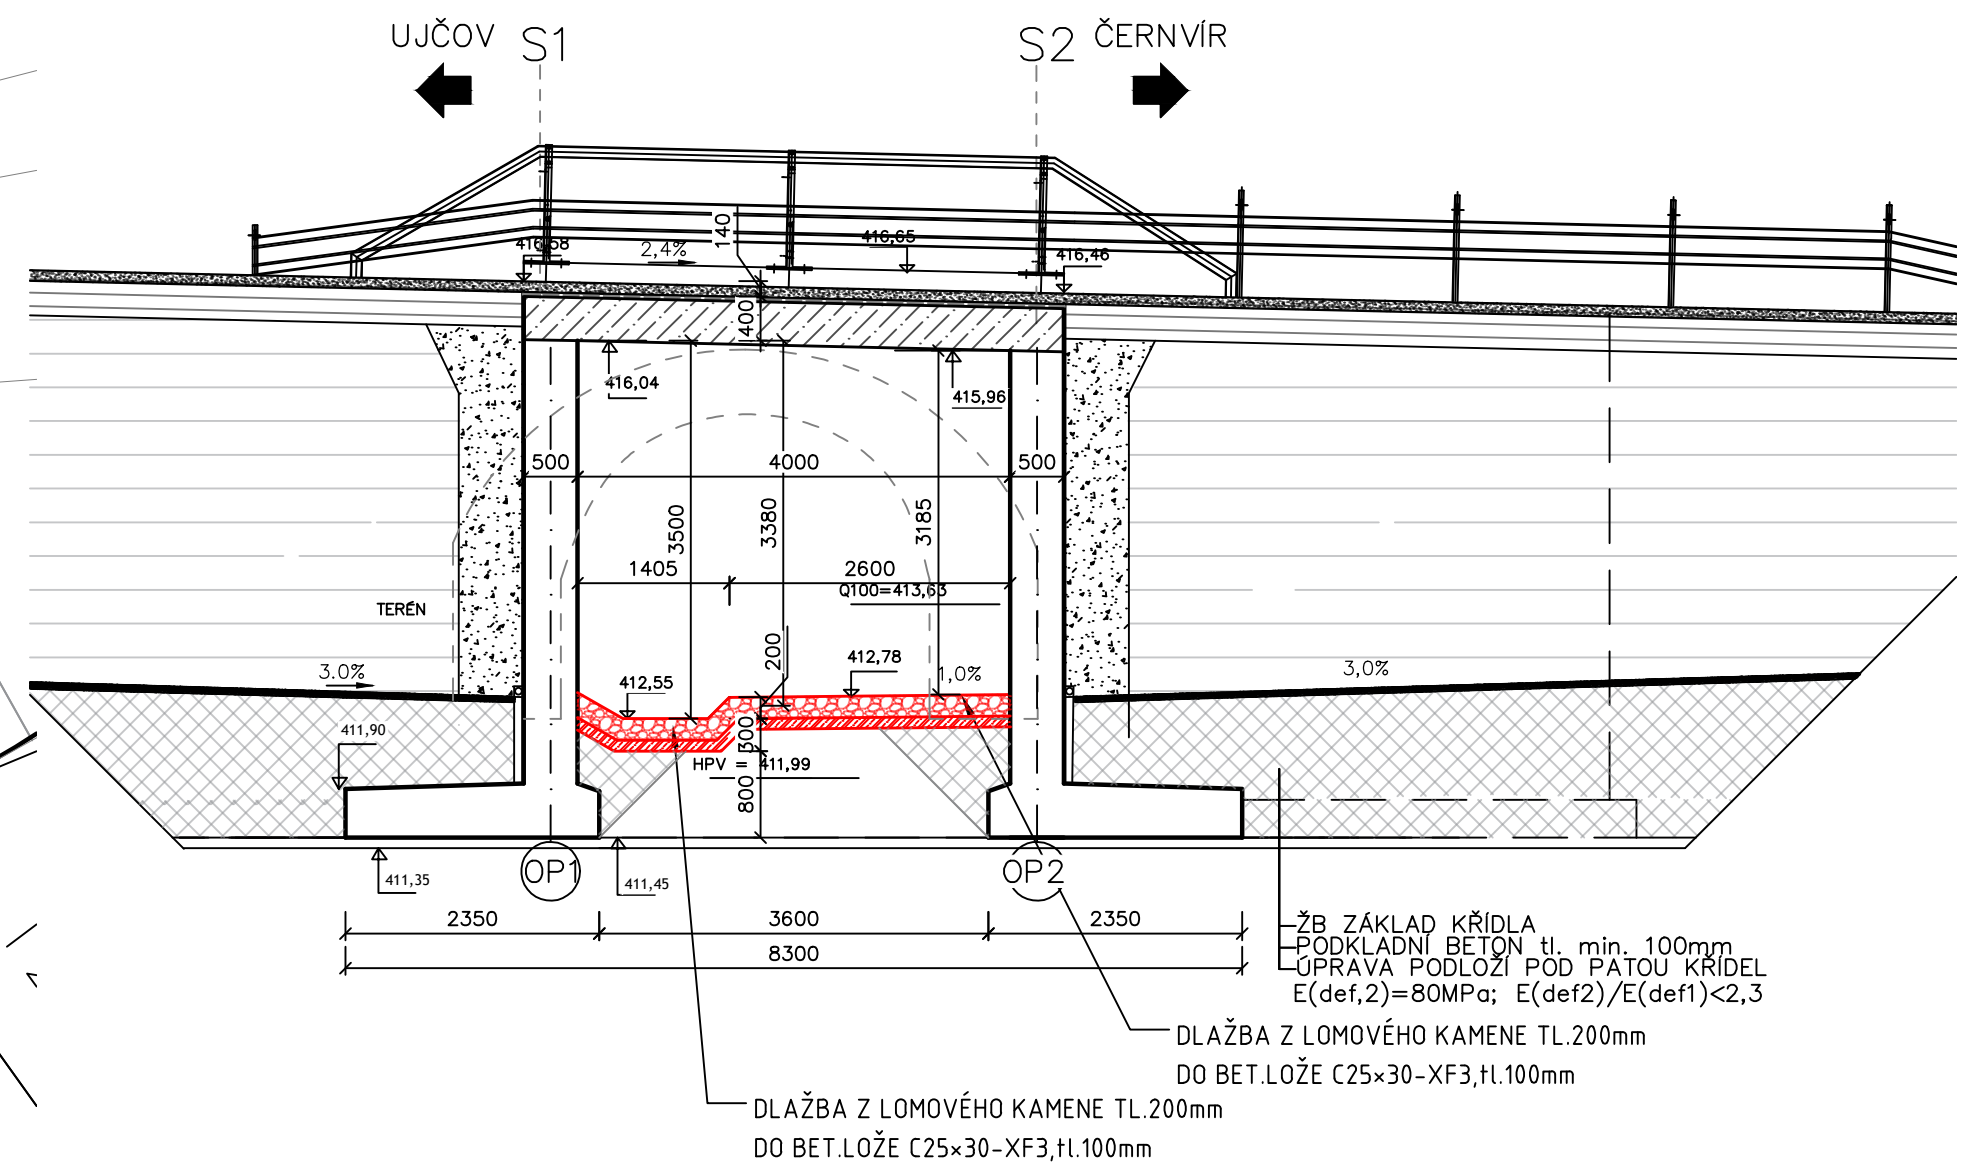 UJČOV S1 S2 ČERNVÍR
140
416,68 2,4% 416,65 416,46
400
416,04 415,96
500 4000 500
3500 3380 3185
1405 2600
Q100=413,63
TERÉN
200
3.0% 412,55 412,78 1,0% 3,0%
411,90
300
HPV = 411,99
800
OP1 OP2
411,35 411,45
2350 3600 2350
8300
ŽB ZÁKLAD KŘÍDLA
PODKLADNÍ BETON tl. min. 100mm
ÚPRAVA PODLOŽÍ POD PATOU KŘÍDEL
E(def,2)=80MPa; E(def2)/E(def1)<2,3
DLAŽBA Z LOMOVÉHO KAMENE TL.200mm
DO BET.LOŽE C25×30-XF3,tl.100mm
DLAŽBA Z LOMOVÉHO KAMENE TL.200mm
DO BET.LOŽE C25×30-XF3,tl.100mm